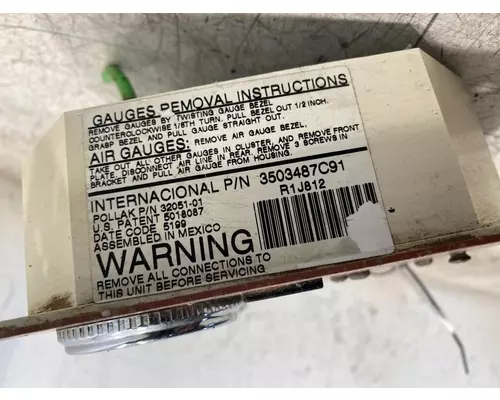 GAUGES REMOVAL INSTRUCTIONS
REMOVE GAUGES BY TWISTING GAUGE BEZEL
COUNTERCLOCKWISE 1/8TH TURN. PULL BEZEL OUT 1/2 INCH.
GRASP BEZEL AND PULL GAUGE STRAIGHT OUT.
AIR GAUGES: REMOVE AIR GAUGE BEZEL,
TAKE OUT ALL OTHER GAUGES IN CLUSTER, AND REMOVE FRONT
PLATE, DISCONNECT AIR LINE IN REAR. REMOVE 3 SCREWS IN
BRACKET AND PULL AIR GAUGE FROM HOUSING.
INTERNACIONAL P/N 3503487C91
POLLAK P/N 32051-01 R1J812
U.S. PATENT 5018087
DATE CODE 5199
ASSEMBLED IN MEXICO
WARNING
REMOVE ALL CONNECTIONS TO
THIS UNIT BEFORE SERVICING